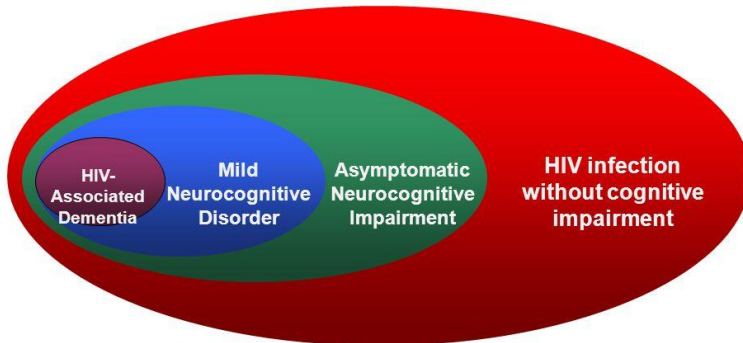 HIV-
Associated
Dementia
Mild
Neurocognitive
Disorder
Asymptomatic
Neurocognitive
Impairment
HIV infection
without cognitive
impairment